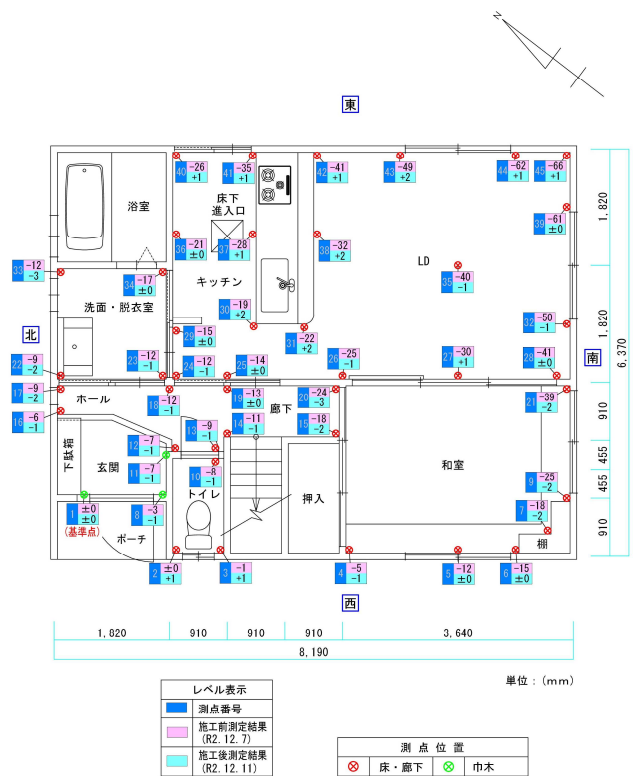 N
東
40 -26 +1
41 -35 +1
42 -41 +1
43 -49 +2
44 -62 +1
45 -66 +1
浴室
床下
進入口
39 -61 ±0
36 -21 ±0
37 -28 +1
38 -32 +2
LD
33 -12 -3
34 -17 ±0
キッチン
35 -40 -1
洗面・脱衣室
30 -19 +2
31 -22 +2
32 -50 -1
29 -15 ±0
北
南
22 -9 -2
23 -12 -1
24 -12 -1
25 -14 ±0
26 -25 -1
27 -30 +1
28 -41 ±0
17 -9 -2
ホール
18 -12 -1
19 -13 ±0
廊下
20 -24 -3
21 -39 -2
16 -6 -1
14 -11 -1
15 -18 -2
下駄箱
玄関
12 -7 -1
13 -9 -1
11 -7 -1
10 -8 -1
和室
9 -25 -2
トイレ
押入
1 ±0 ±0
(基準点)
8 -3 -1
7 -18 -2
ポーチ
棚
2 ±0 +1
3 -1 +1
4 -5 -1
5 -12 ±0
6 -15 ±0
西
1,820
1,820
910
455
455
910
6,370
1,820
910
910
910
3,640
8,190
単位：(mm)
レベル表示
測点番号
施工前測定結果
(R2.12.7)
施工後測定結果
(R2.12.11)
測点位置
床・廊下
巾木